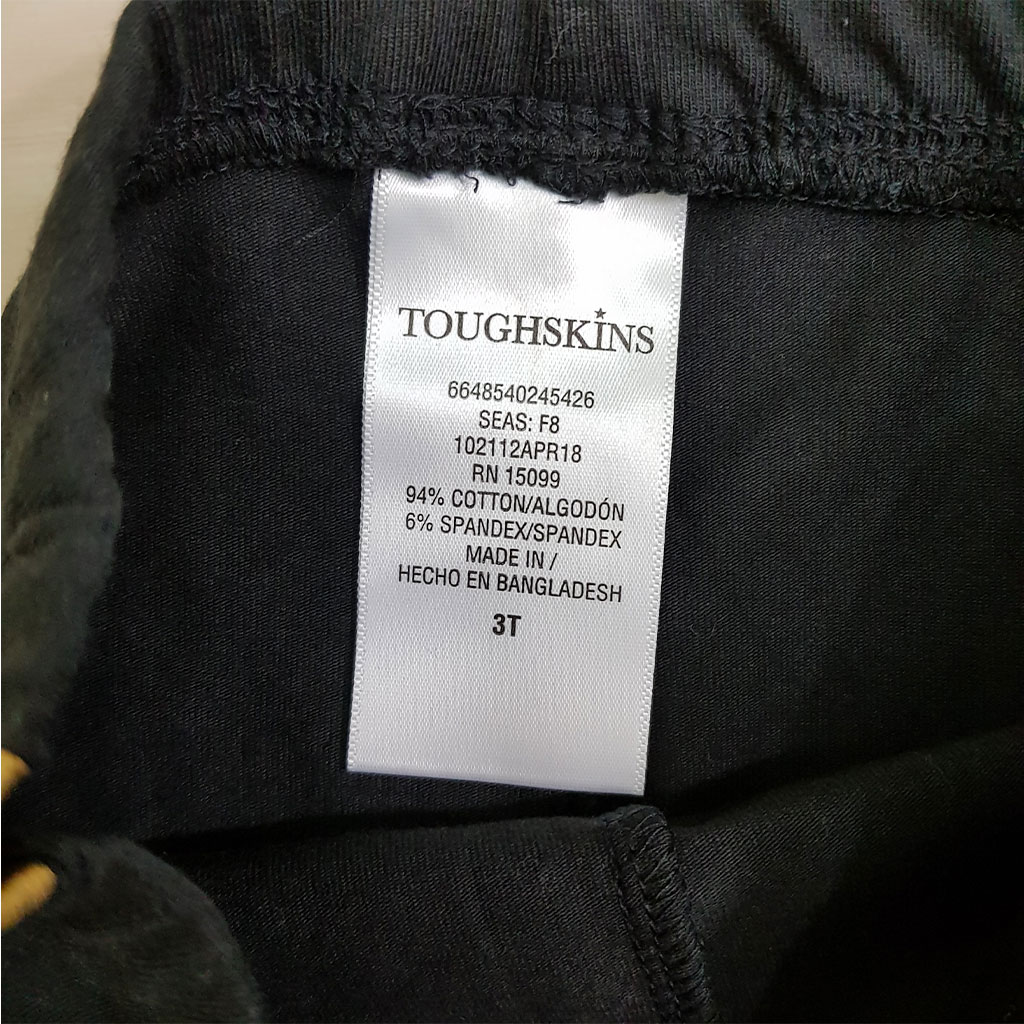 TOUGHSKINS
6648540245426
SEAS: F8
102112APR18
RN 15099
94% COTTON/ALGODÓN
6% SPANDEX/SPANDEX
MADE IN /
HECHO EN BANGLADESH
3T